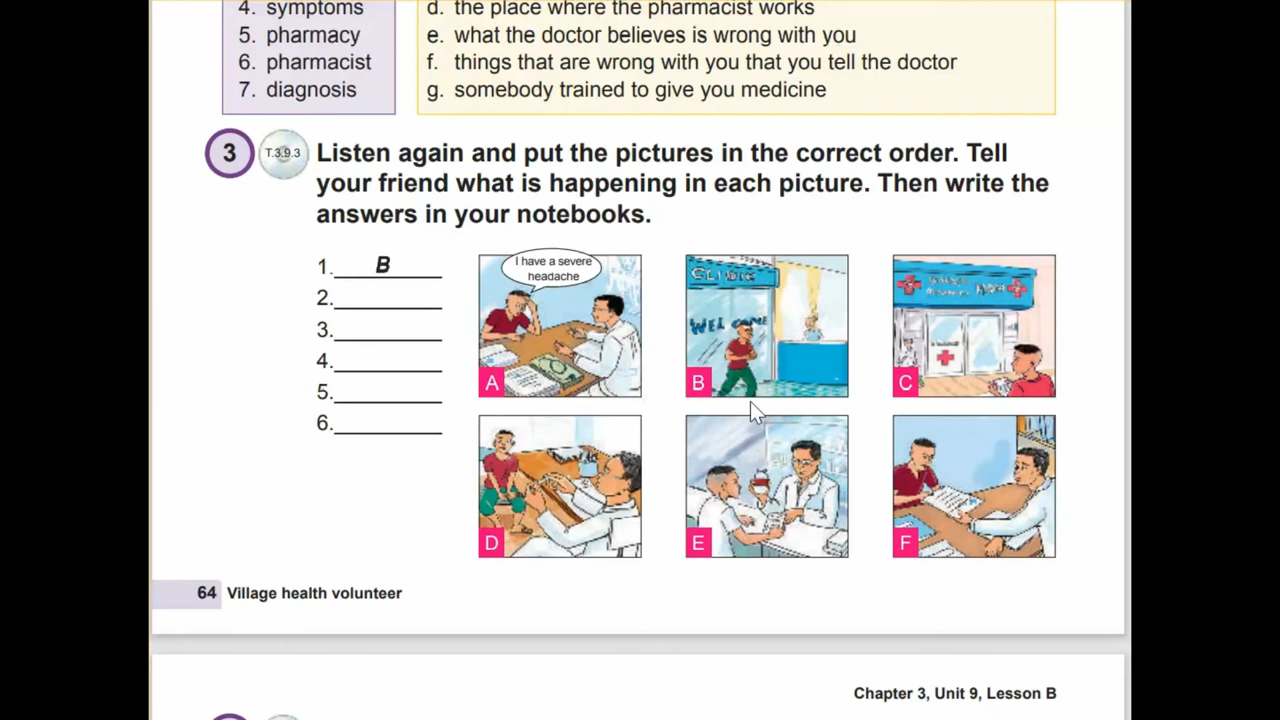 4. symptoms
5. pharmacy
6. pharmacist
7. diagnosis
d. the place where the pharmacist works
e. what the doctor believes is wrong with you
f. things that are wrong with you that you tell the doctor
g. somebody trained to give you medicine
3 T.3.9.3 Listen again and put the pictures in the correct order. Tell
your friend what is happening in each picture. Then write the
answers in your notebooks.
1. B
2.
3.
4.
5.
6.
I have a severe
headache
A
CLINIC
WELCOME
B
C
D
E
F
64 Village health volunteer
Chapter 3, Unit 9, Lesson B